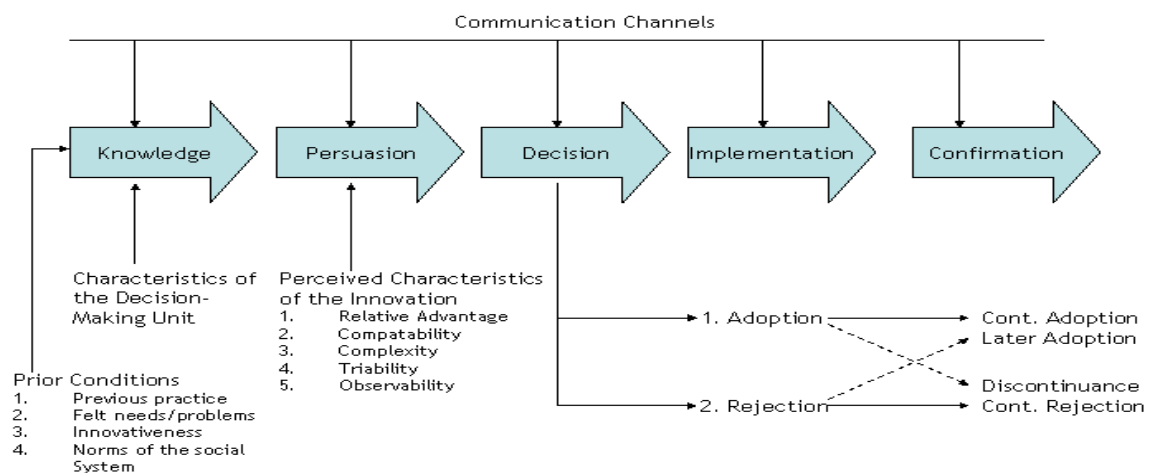 Communication Channels
Knowledge
Persuasion
Decision
Implementation
Confirmation
Characteristics of
the Decision-
Making Unit
Perceived Characteristics
of the Innovation
1. Relative Advantage
2. Compatability
3. Complexity
4. Triability
5. Observability
1. Adoption
2. Rejection
Cont. Adoption
Later Adoption
Discontinuance
Cont. Rejection
Prior Conditions
1. Previous practice
2. Felt needs/problems
3. Innovativeness
4. Norms of the social
System